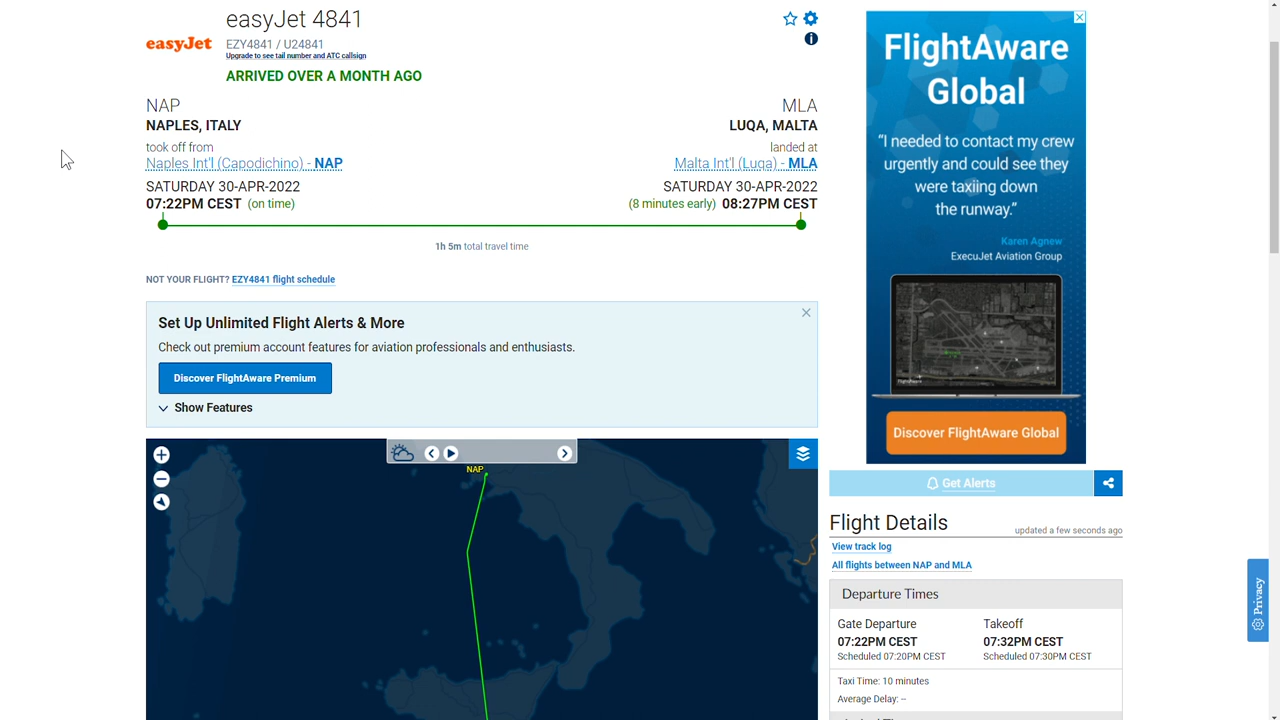 easyJet 4841
easyJet
EZY4841 / U24841
Upgrade to see tail number and ATC callsign
ARRIVED OVER A MONTH AGO
NAP
NAPLES, ITALY
took off from
Naples Int'l (Capodichino) - NAP
SATURDAY 30-APR-2022
07:22PM CEST (on time)
MLA
LUQA, MALTA
landed at
Malta Int'l (Luqa) - MLA
SATURDAY 30-APR-2022
(8 minutes early) 08:27PM CEST
1h 5m total travel time
NOT YOUR FLIGHT? EZY4841 flight schedule
Set Up Unlimited Flight Alerts & More
Check out premium account features for aviation professionals and enthusiasts.
Discover FlightAware Premium
Show Features
NAP
FlightAware
Global
“I needed to contact my crew
urgently and could see they
were taxiing down
the runway.”
Karen Agnew
ExecuJet Aviation Group
FlightAware
Discover FlightAware Global
Get Alerts
Flight Details
updated a few seconds ago
View track log
All flights between NAP and MLA
Departure Times
Gate Departure
07:22PM CEST
Scheduled 07:20PM CEST
Takeoff
07:32PM CEST
Scheduled 07:30PM CEST
Taxi Time: 10 minutes
Average Delay: --
Privacy